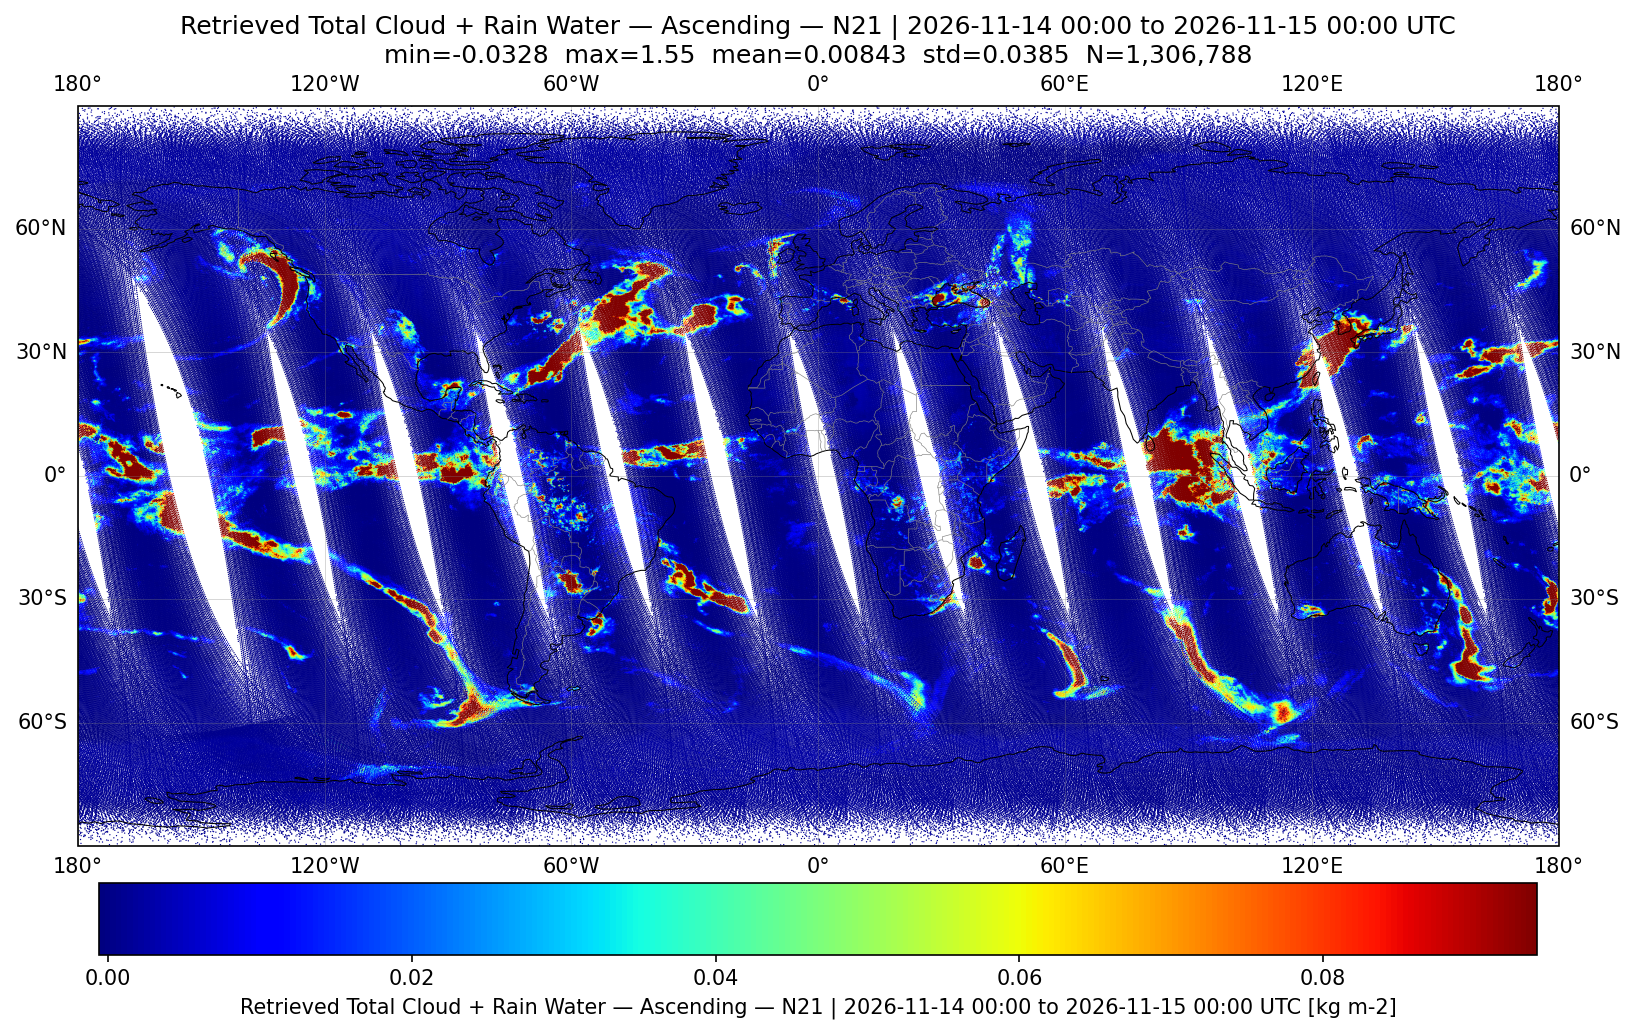 Retrieved Total Cloud + Rain Water — Ascending — N21 | 2026-11-14 00:00 to 2026-11-15 00:00 UTC
min=-0.0328 max=1.55 mean=0.00843 std=0.0385 N=1,306,788
180° 120°W 60°W 0° 60°E 120°E 180°
60°N 60°N
30°N 30°N
0° 0°
30°S 30°S
60°S 60°S
180° 120°W 60°W 0° 60°E 120°E 180°
0.00 0.02 0.04 0.06 0.08
Retrieved Total Cloud + Rain Water — Ascending — N21 | 2026-11-14 00:00 to 2026-11-15 00:00 UTC [kg m-2]